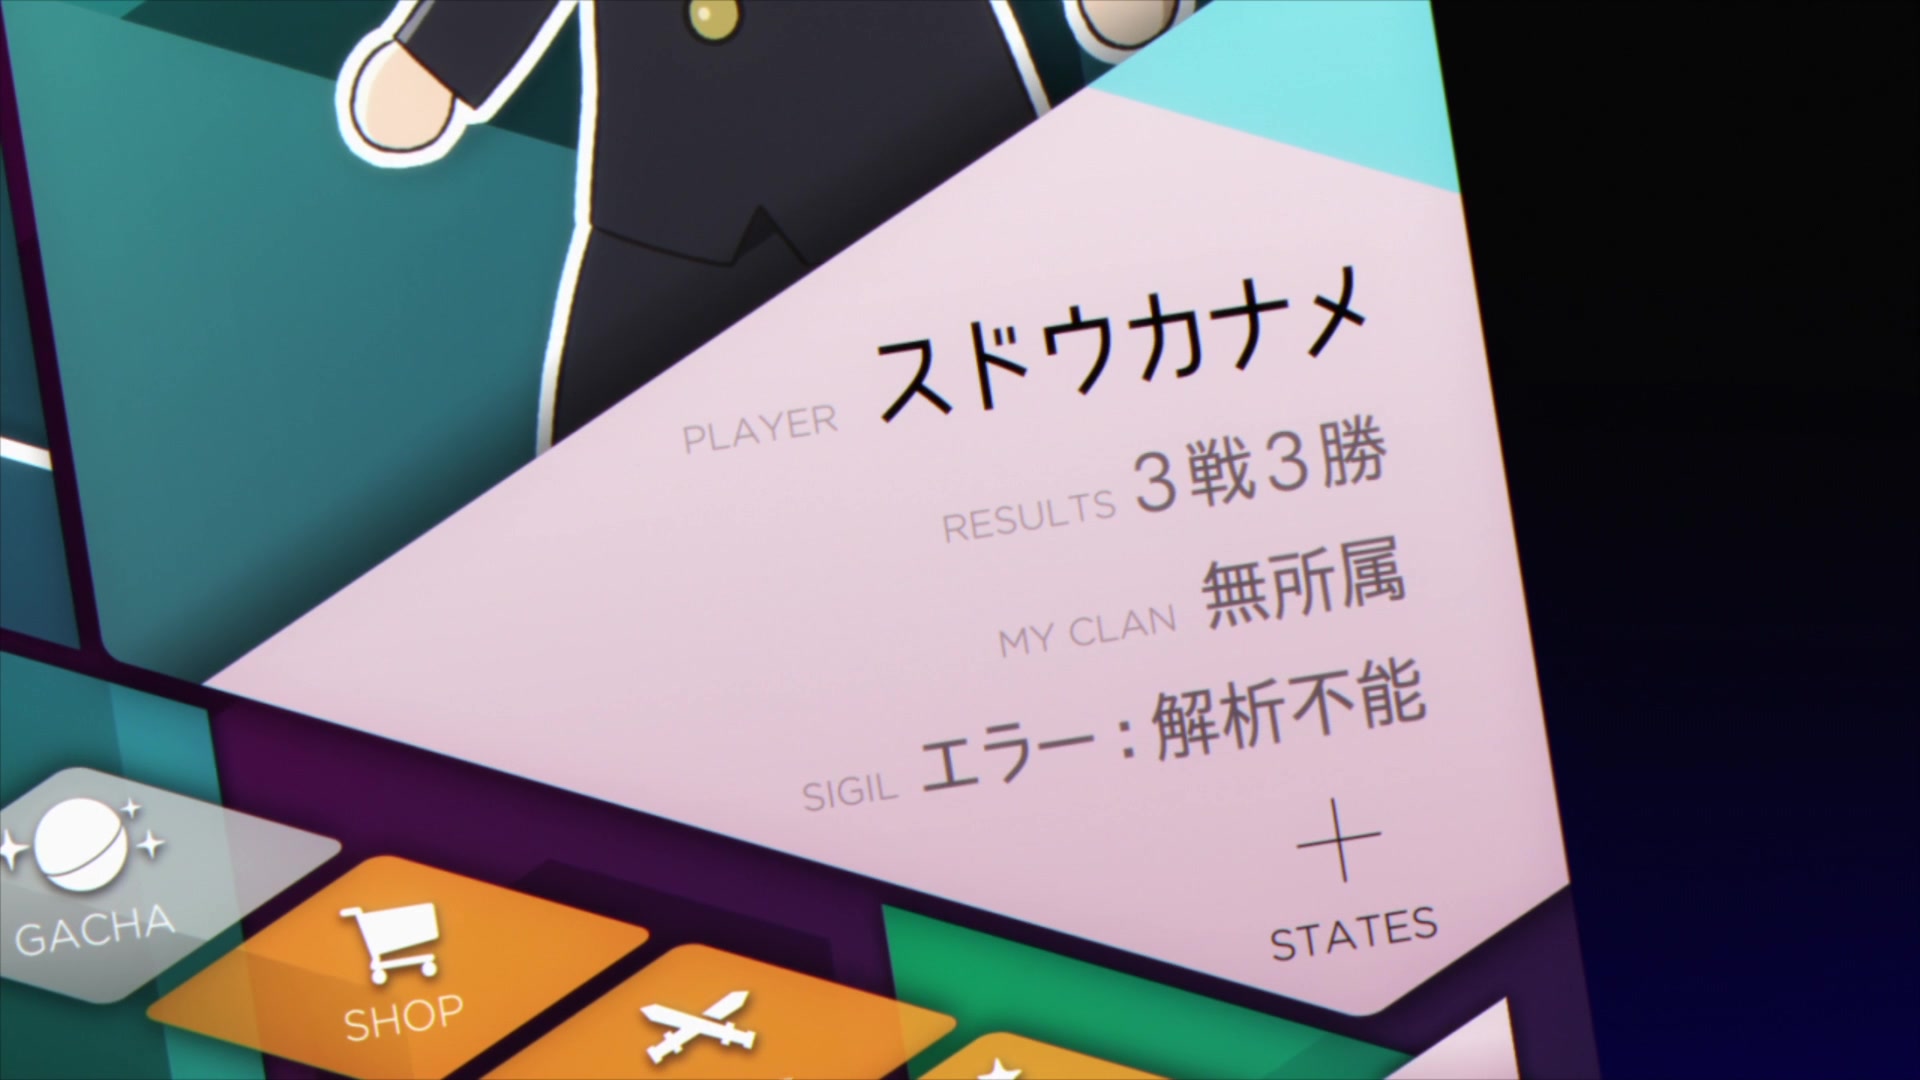 PLAYER スドウカナメ
RESULTS 3戦3勝
MY CLAN 無所属
SIGIL エラー：解析不能
STATES
GACHA
SHOP